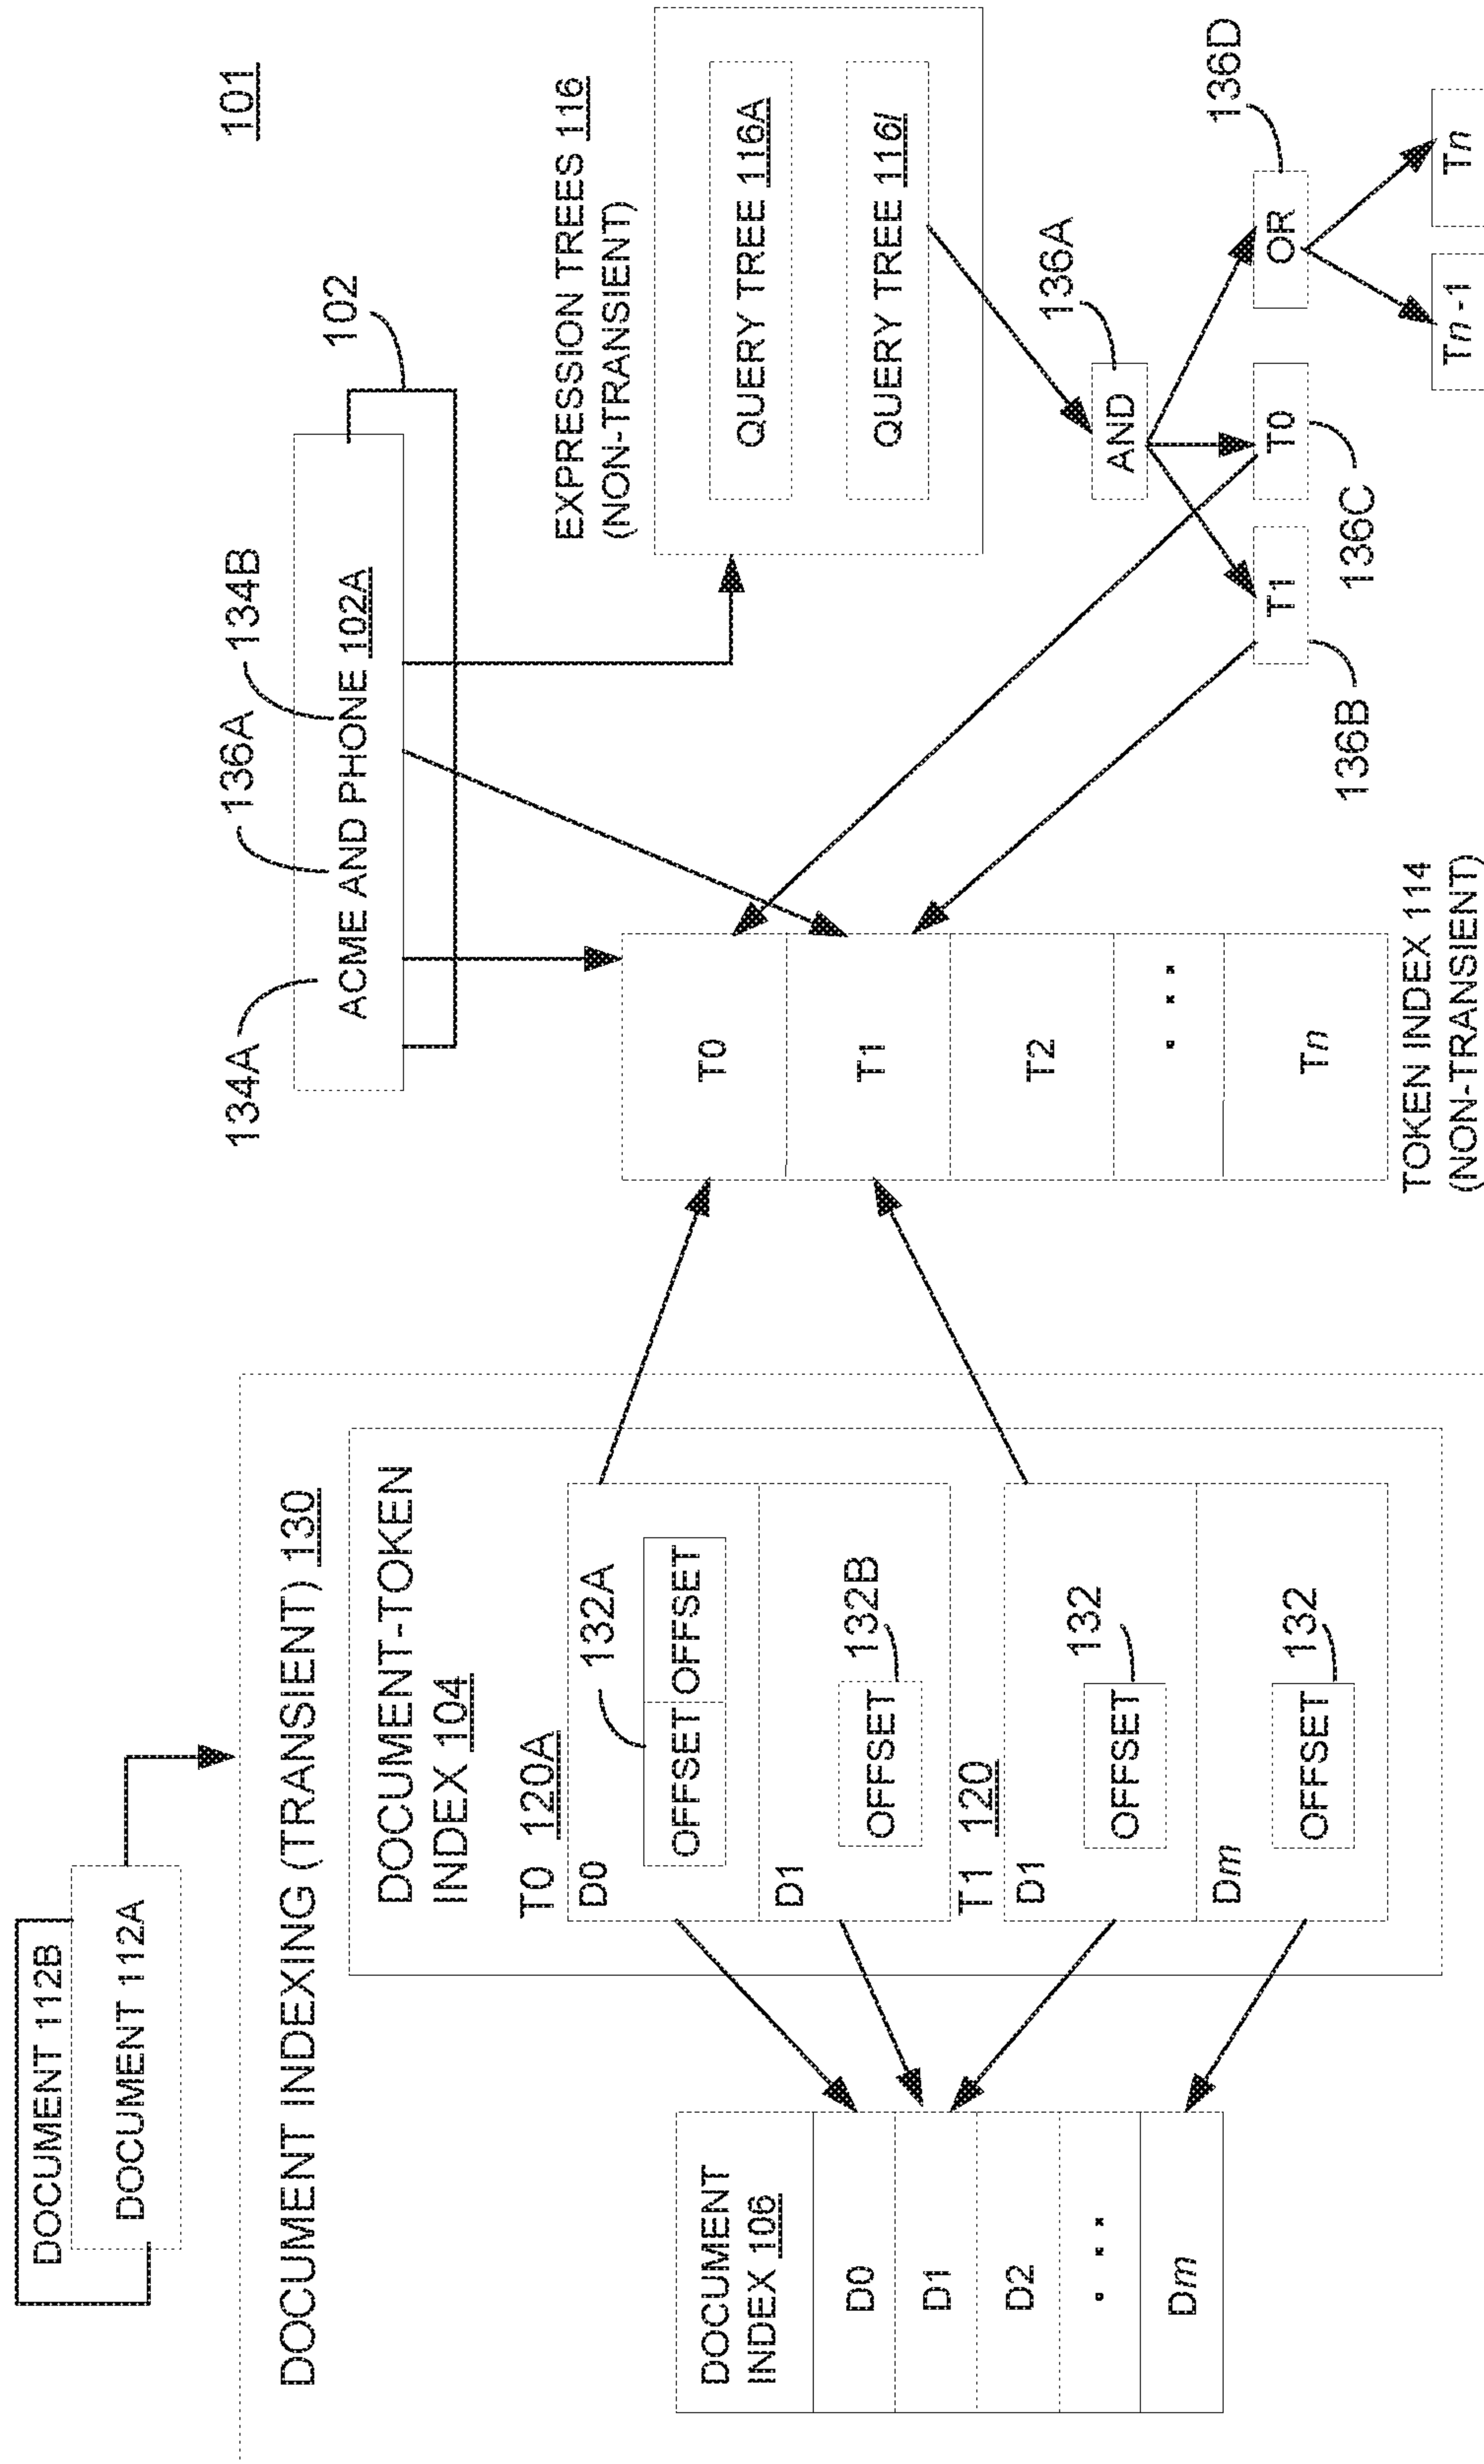 101
DOCUMENT 112B
DOCUMENT 112A
134A
136A
134B
102
ACME AND PHONE 102A
DOCUMENT INDEXING (TRANSIENT) 130
DOCUMENT-TOKEN
INDEX 104
EXPRESSION TREES 116
(NON-TRANSIENT)
QUERY TREE 116A
QUERY TREE 116I
DOCUMENT
INDEX 106
D0
D1
D2
Dm
T0 120A
D0
132A
OFFSET
OFFSET
D1
132B
OFFSET
T1 120
D1
132
OFFSET
Dm
132
OFFSET
T0
T1
T2
Tn
TOKEN INDEX 114
(NON-TRANSIENT)
136A
AND
136D
T1
T0
OR
136B
136C
Tn-1
Tn